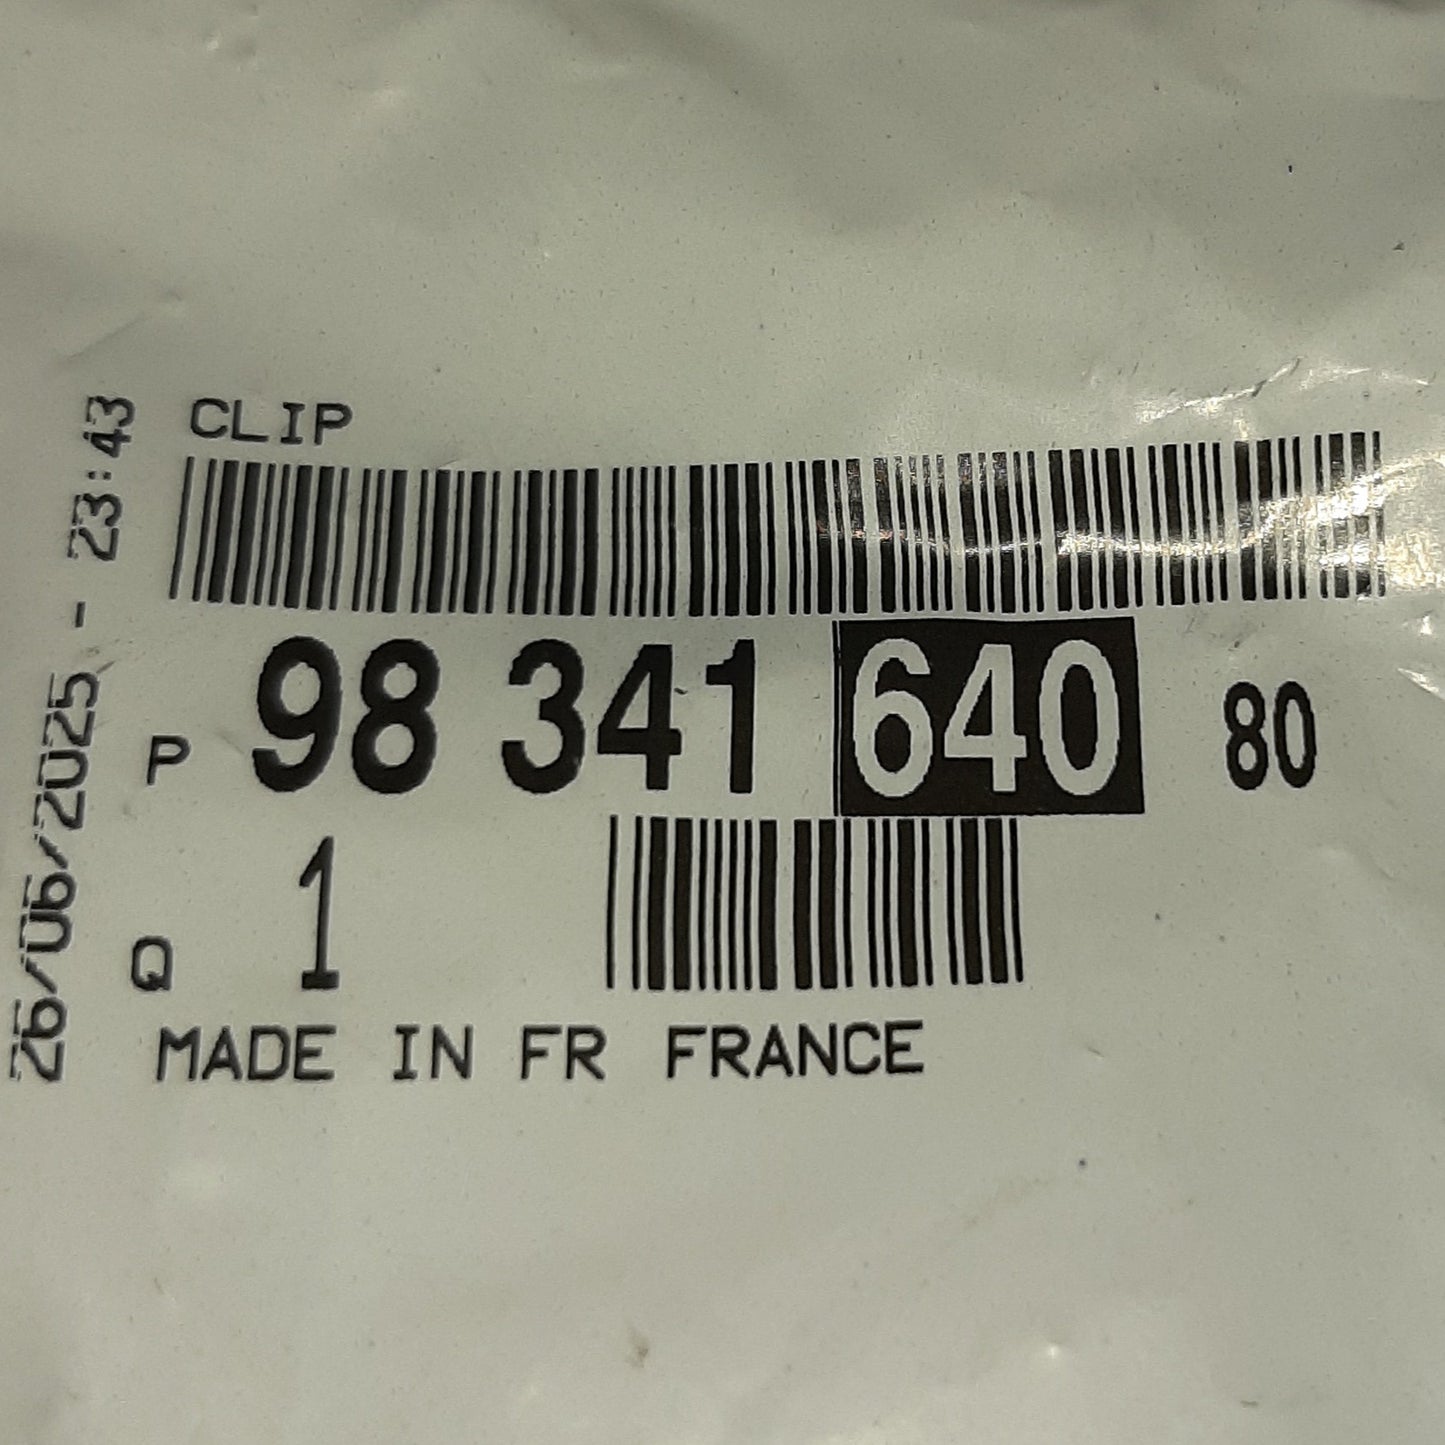 CLIP
P 98 341 640 80
Q 1
MADE IN FR FRANCE
26/06/2025 - 23:43